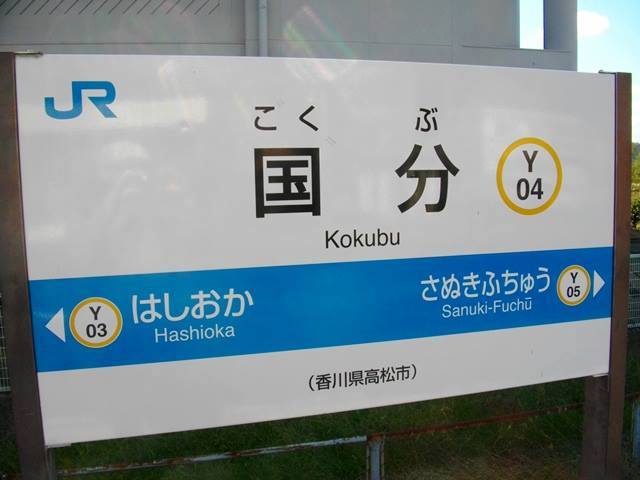 JR
こくぶ
国分
Y
04
Kokubu
Y
03
はしおか
Hashioka
さぬきふちゅう
Sanuki-Fuchū
Y
05
(香川県高松市)